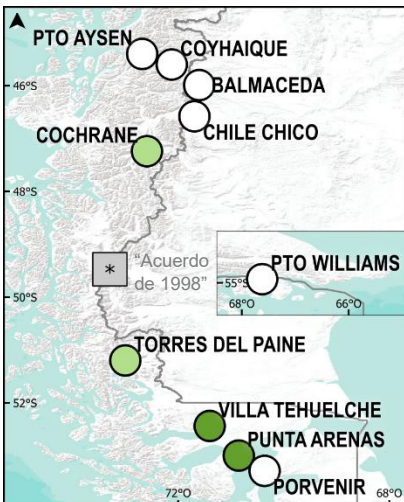 PTO AYSEN
COYHAIQUE
46°S
BALMACEDA
COCHRANE
CHILE CHICO
48°S
*
"Acuerdo
de 1998"
PTO WILLIAMS
55°S
50°S
68°O
66°O
TORRES DEL PAINE
52°S
VILLA TEHUELCHE
PUNTA ARENAS
PORVENIR
72°O
68°O